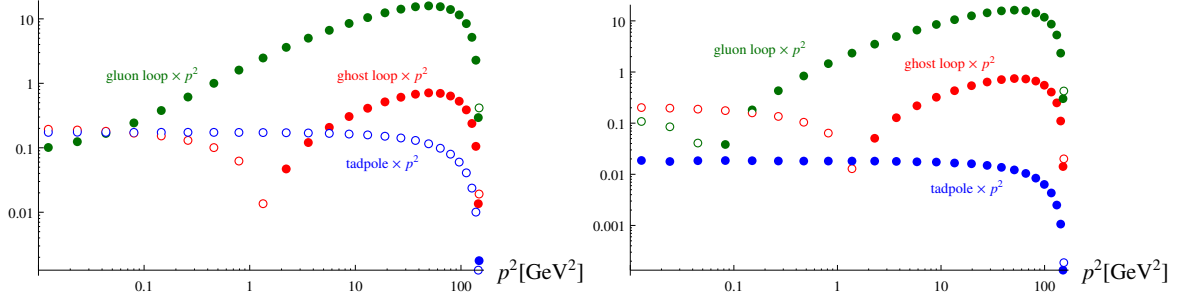 10
gluon loop × p²
1
ghost loop × p²
0.1
tadpole × p²
0.01
0.1 1 10 100
p²[GeV²]
10
gluon loop × p²
ghost loop × p²
1
0.1
0.01
tadpole × p²
0.001
0.1 1 10 100
p²[GeV²]